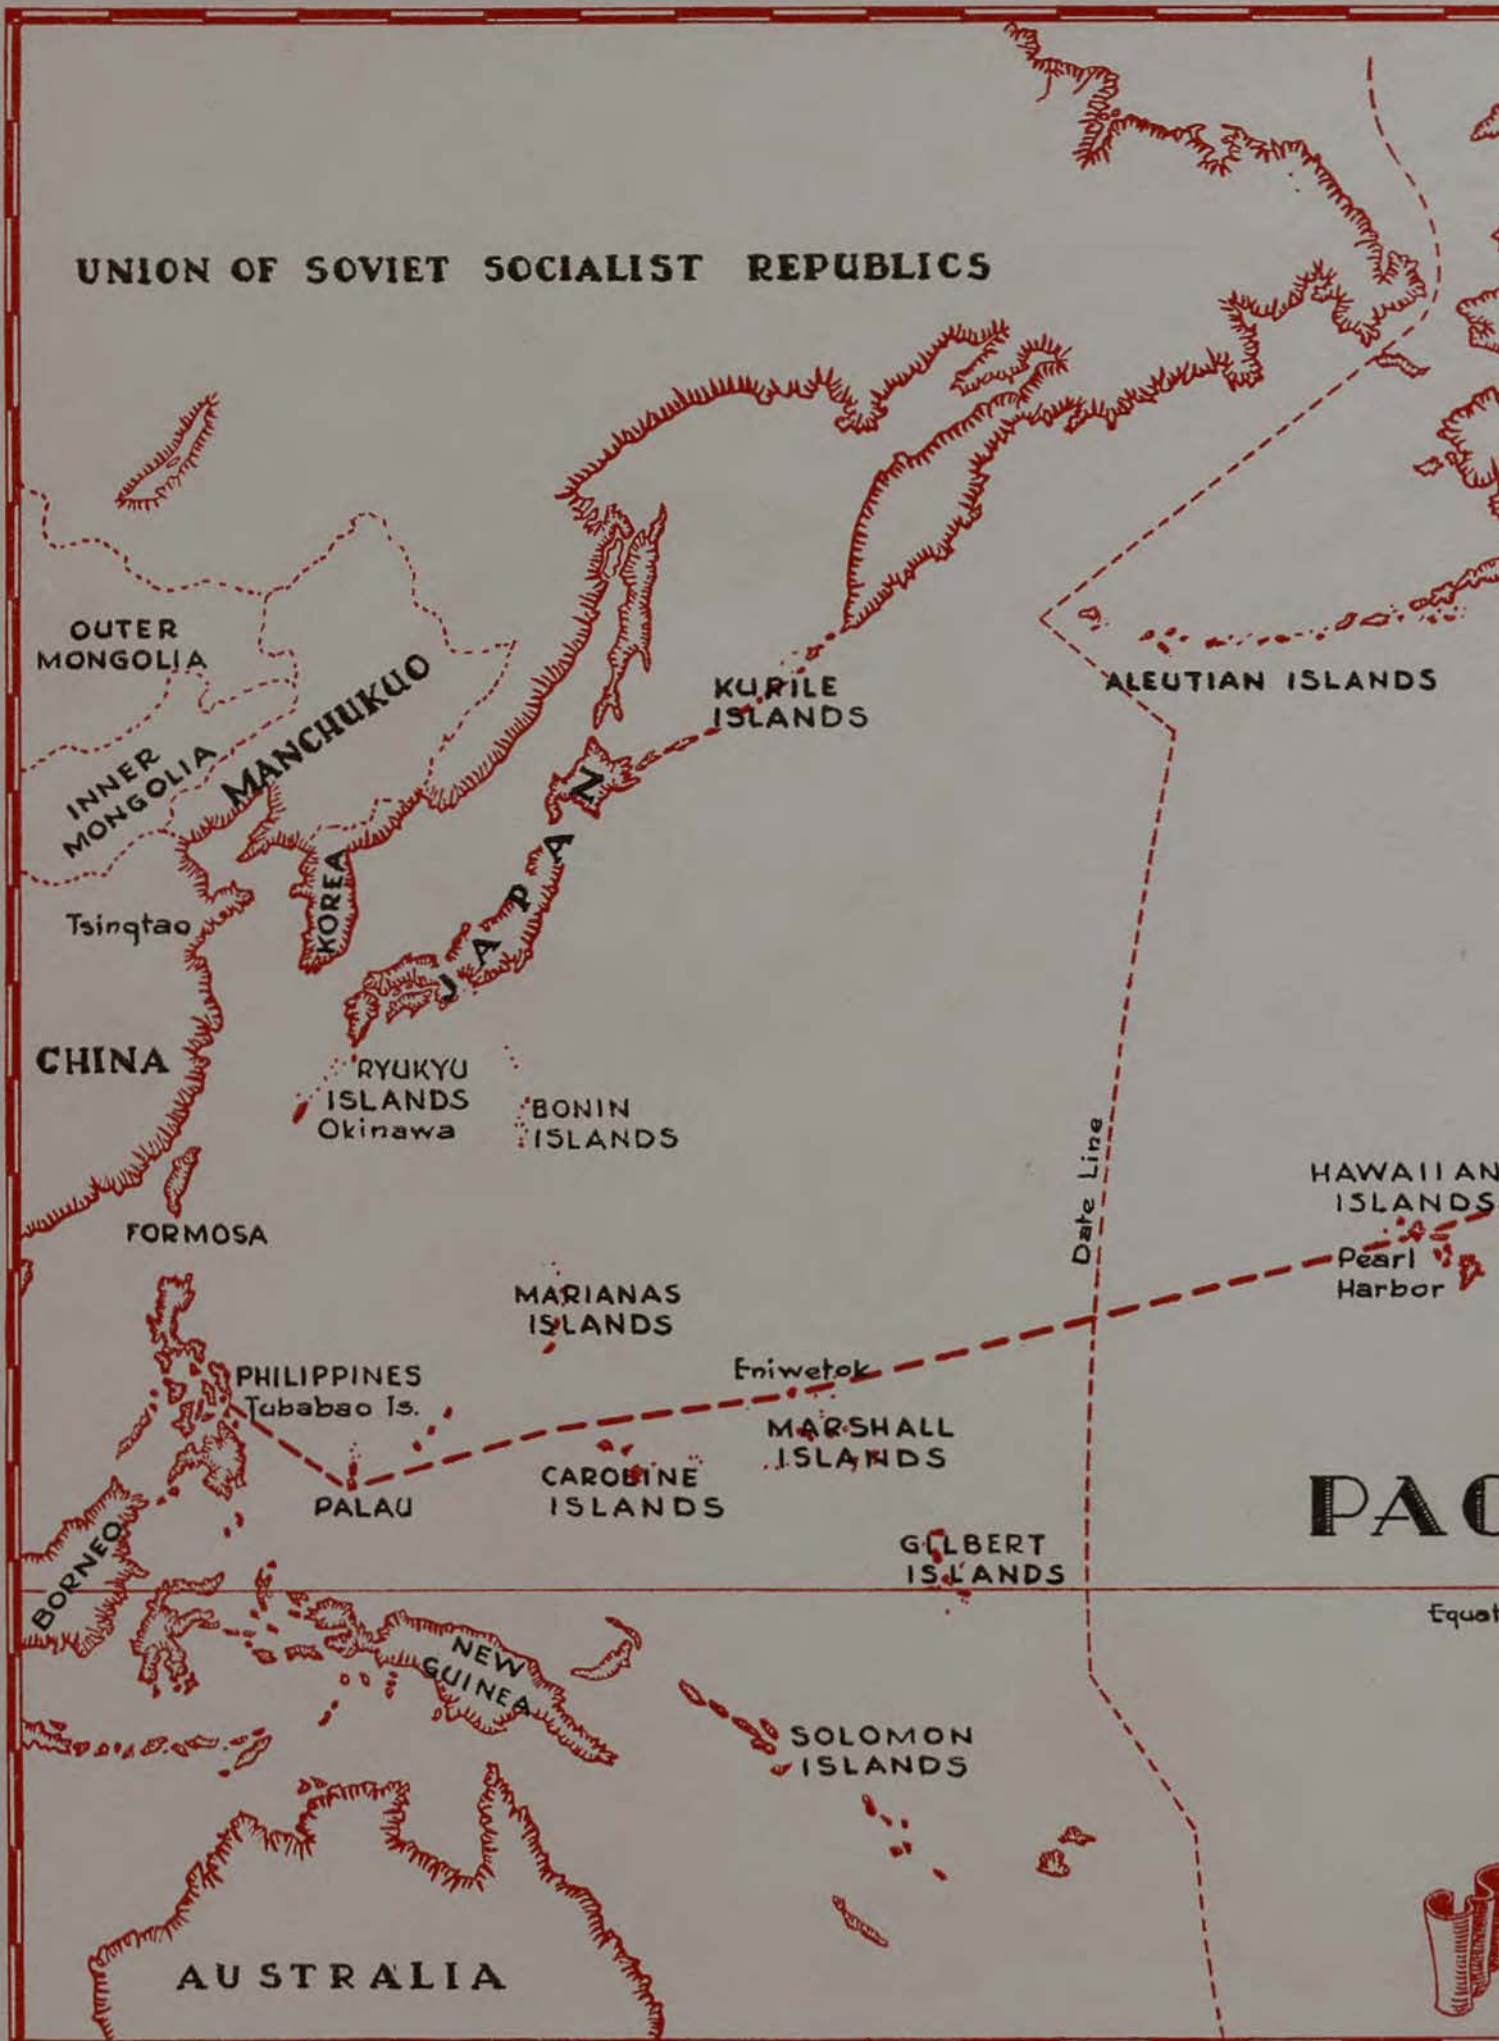 UNION OF SOVIET SOCIALIST REPUBLICS
OUTER
MONGOLIA
MANCHUKUO
INNER
MONGOLIA
KURILE
ISLANDS
ALEUTIAN ISLANDS
JAPAN
KOREA
Tsingtao
CHINA
RYUKYU
ISLANDS
Okinawa
BONIN
ISLANDS
Date Line
HAWAIIAN
ISLANDS
Pearl
Harbor
FORMOSA
MARIANAS
ISLANDS
PHILIPPINES
Tubabao Is.
Eniwetok
MARSHALL
ISLANDS
CAROLINE
ISLANDS
PALAU
PAC
GILBERT
ISLANDS
BORNEO
Equat
NEW
GUINEA
SOLOMON
ISLANDS
AUSTRALIA